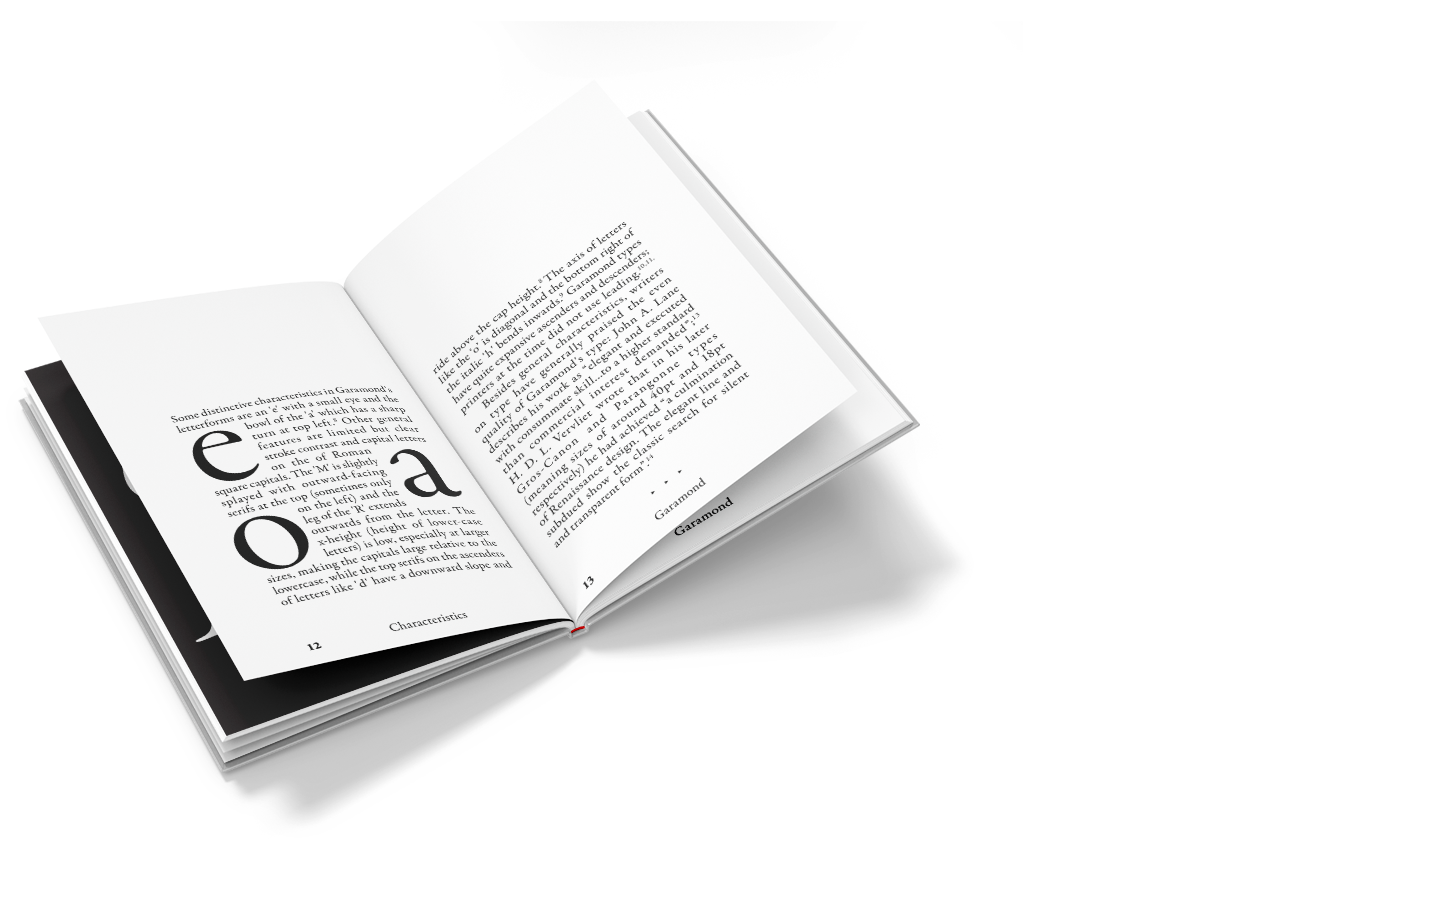 Some distinctive characteristics in Garamond's
letterforms are an 'e' with a small eye and the
bowl of the 'a' which has a sharp
turn at top left.⁸ Other general
features are limited but clear
stroke contrast and capital letters
on the of Roman
square capitals. The 'M' is slightly
splayed with outward-facing
serifs at the top (sometimes only
on the left) and the
leg of the 'R' extends
outwards from the letter. The
x-height (height of lower-case
letters) is low, especially at larger
sizes, making the capitals large relative to the
lowercase, while the top serifs on the ascenders
of letters like 'd' have a downward slope and
e
a
o
Characteristics
12
ride above the cap height.⁸ The axis of letters
like the 'o' is diagonal and the bottom right of
the italic 'h' bends inwards.⁹ Garamond types
have quite expansive ascenders and descenders;
printers at the time did not use leading.¹⁰,¹¹.
Besides general characteristics, writers
on type have generally praised the even
quality of Garamond's type: John A. Lane
describes his work as "elegant and executed
with consummate skill...to a higher standard
than commercial interest demanded";¹³
H. D. L. Vervliet wrote that in his later
Gros-Canon and Parangonne types
(meaning sizes of around 40pt and 18pt
respectively) he had achieved "a culmination
of Renaissance design. The elegant line and
subdued show the classic search for silent
and transparent form".¹⁴
Garamond
13
Garamond